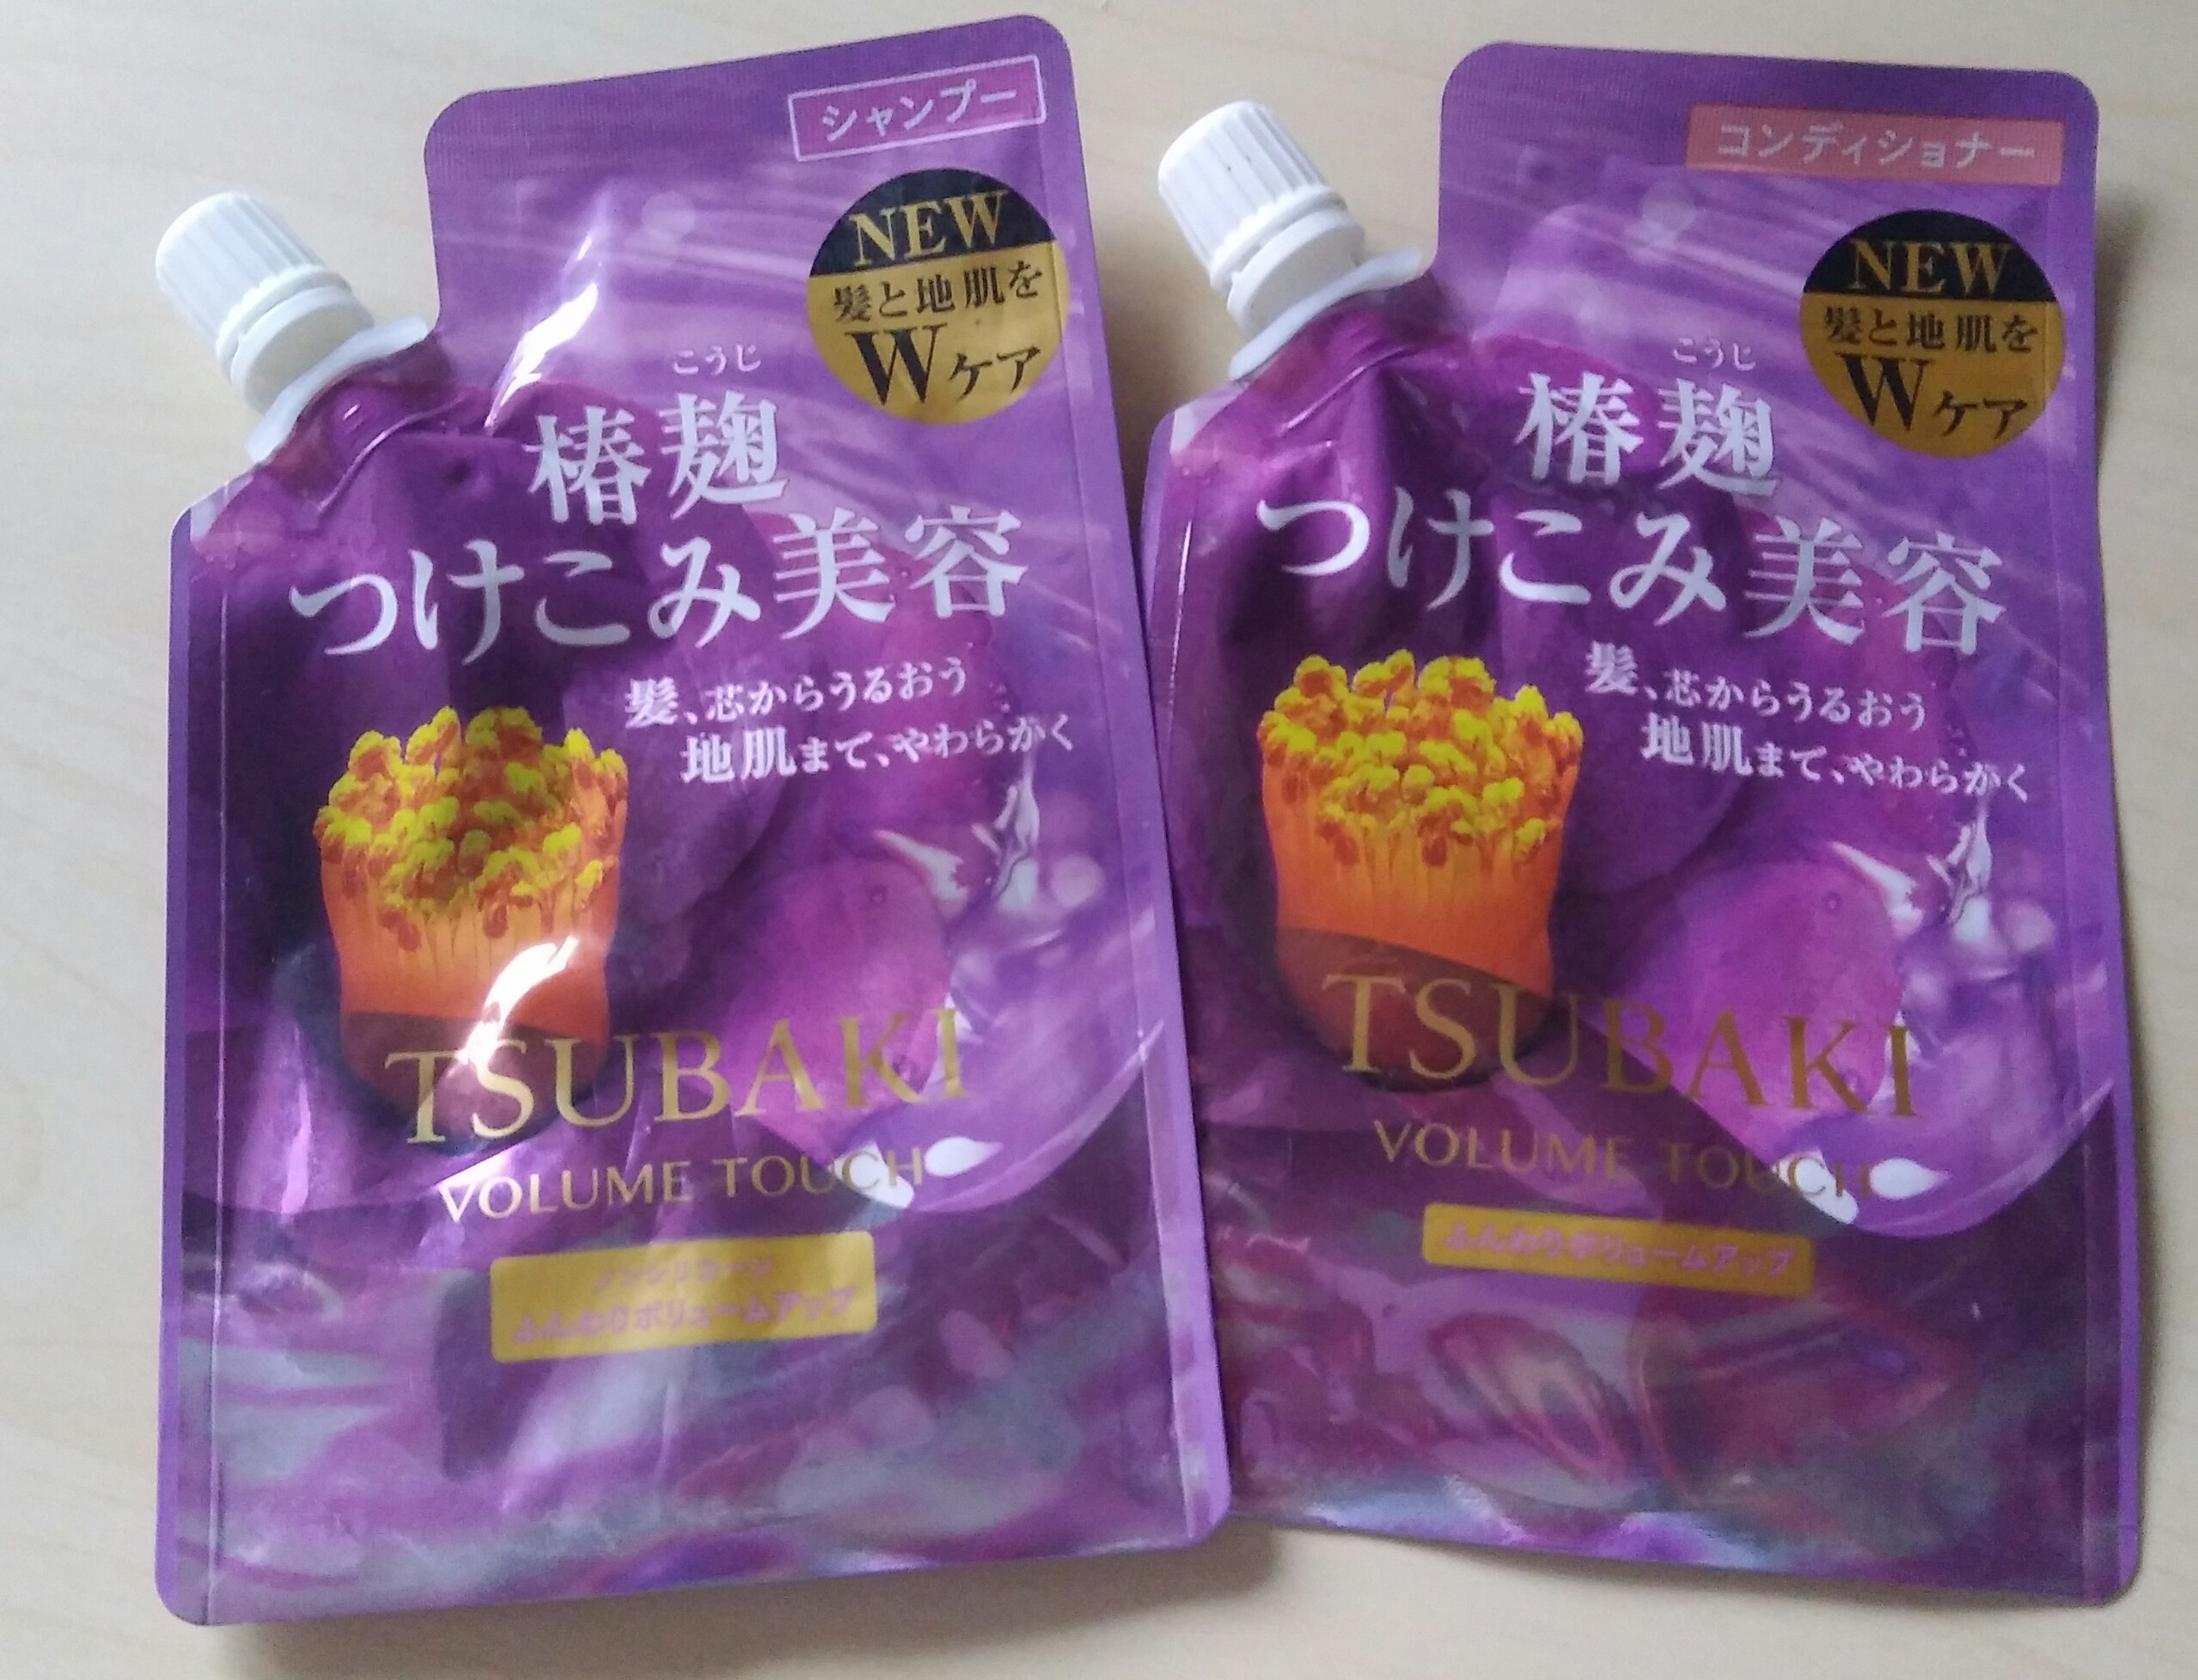 シャンプー
NEW
髪と地肌を
Wケア
こうじ
椿麹
つけこみ美容
髪、芯からうるおう
地肌まで、やわらかく
TSUBAKI
VOLUME TOUCH
ノンシリコーン
ふんわりボリュームアップ
コンディショナー
NEW
髪と地肌を
Wケア
こうじ
椿麹
つけこみ美容
髪、芯からうるおう
地肌まで、やわらかく
TSUBAKI
VOLUME TOUCH
ふんわりボリュームアップ